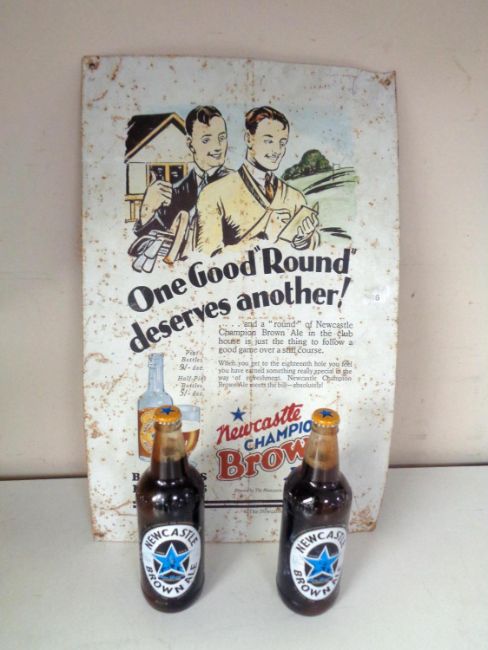 One Good "Round"
deserves another!
6
... and a "round" of Newcastle
Champion Brown Ale in the club
house is just the thing to follow a
good game over a stiff course.
When you get to the eighteenth hole you feel
you have earned something really special in the
way of refreshment. Newcastle Champion
Brown Ale meets the bill—absolutely!
Pint
Bottles
9/- doz.
Half-Pint
Bottles
5/- doz.
Newcastle
CHAMPIO
Brow
NEWCASTLE
BROWN ALE
NEWCASTLE
BROWN ALE